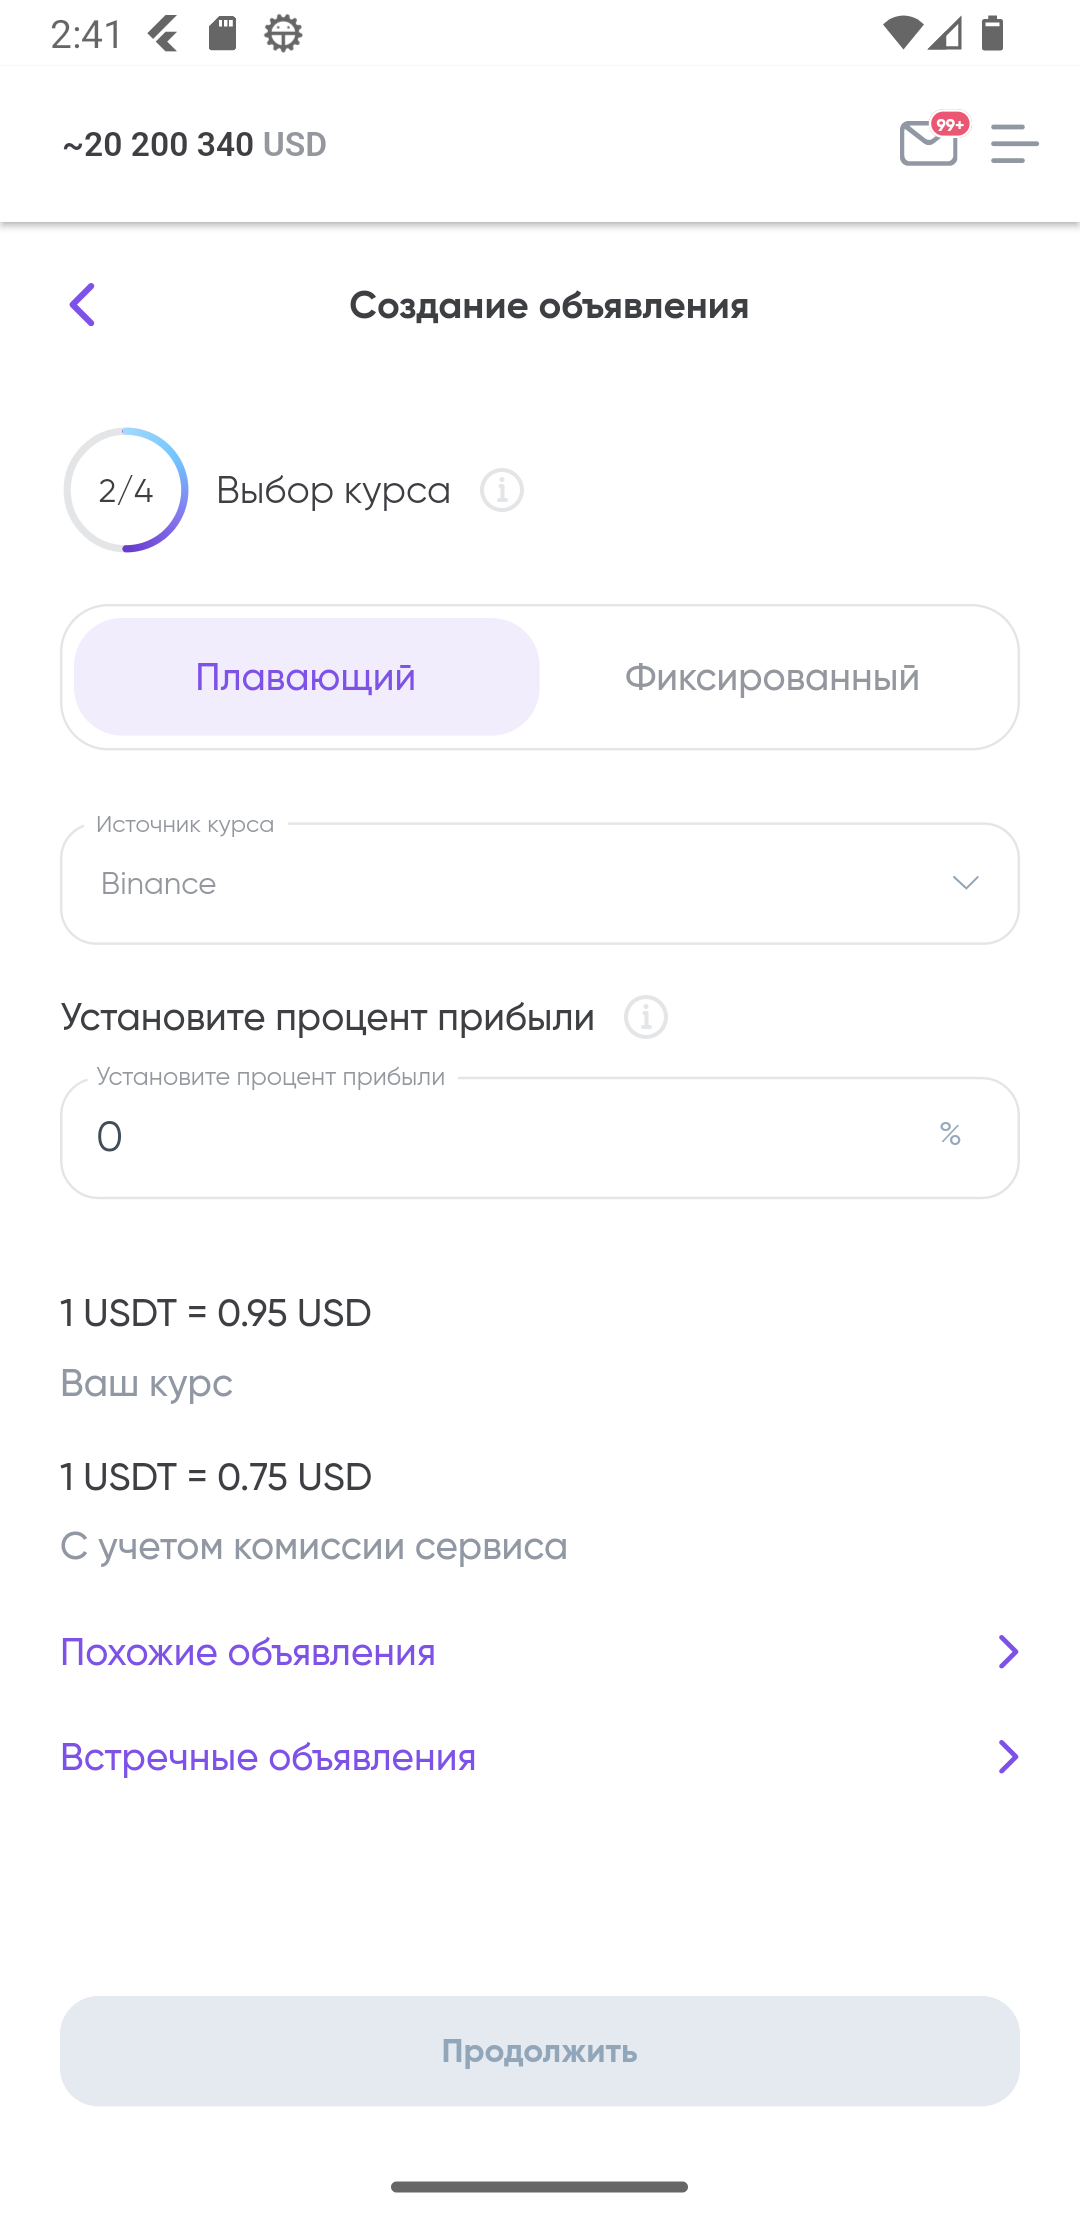 2:41
~20 200 340 USD
99+
Создание объявления
2/4
Выбор курса
Плавающий
Фиксированный
Источник курса
Binance
Установите процент прибыли
Установите процент прибыли
0
%
1 USDT = 0.95 USD
Ваш курс
1 USDT = 0.75 USD
С учетом комиссии сервиса
Похожие объявления
Встречные объявления
Продолжить